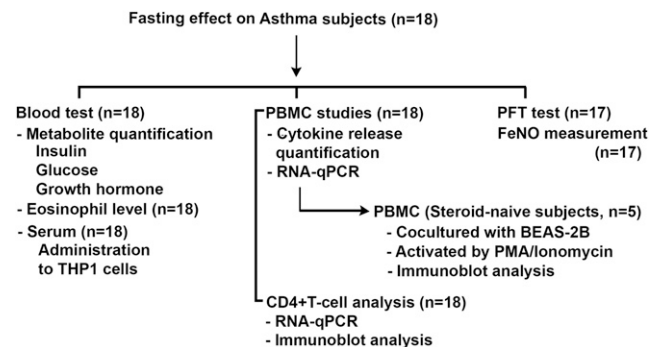 Fasting effect on Asthma subjects (n=18)
Blood test (n=18)
- Metabolite quantification
Insulin
Glucose
Growth hormone
- Eosinophil level (n=18)
- Serum (n=18)
Administration
to THP1 cells
PBMC studies (n=18)
- Cytokine release
quantification
- RNA-qPCR
PBMC (Steroid-naive subjects, n=5)
- Cocultured with BEAS-2B
- Activated by PMA/Ionomycin
- Immunoblot analysis
CD4+T-cell analysis (n=18)
- RNA-qPCR
- Immunoblot analysis
PFT test (n=17)
FeNO measurement
(n=17)